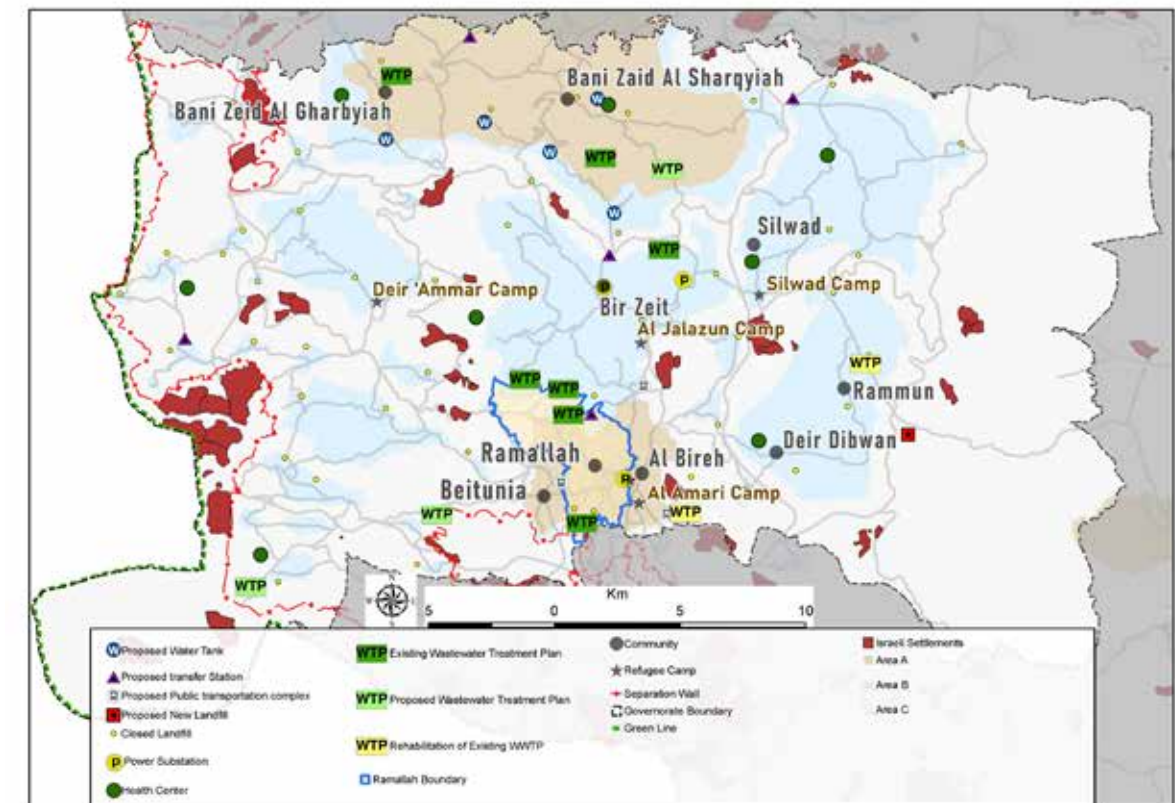 WTP
Bani Zaid Al Sharqyiah
Bani Zeid Al Gharbyiah
W
W
W
W
WTP
WTP
W
Silwad
WTP
P
P
Deir 'Ammar Camp
Silwad Camp
Bir Zeit
Al Jalazun Camp
WTP
WTP
WTP
WTP
Rammun
Deir Dibwan
Ramallah
Al Bireh
P
Beitunia
Al Amari Camp
WTP
WTP
WTP
WTP
Km
5 0 5 10
W Proposed Water Tank
Proposed transfer Station
Proposed Public transportation complex
Proposed New Landfill
Closed Landfill
P Power Substation
Health Center
WTP Existing Wastewater Treatment Plan
WTP Proposed Wastewater Treatment Plan
WTP Rehabilitation of Existing WWTP
Ramallah Boundary
Community
Refugee Camp
Separation Wall
Governorate Boundary
Green Line
Israeli Settlements
Area A
Area B
Area C